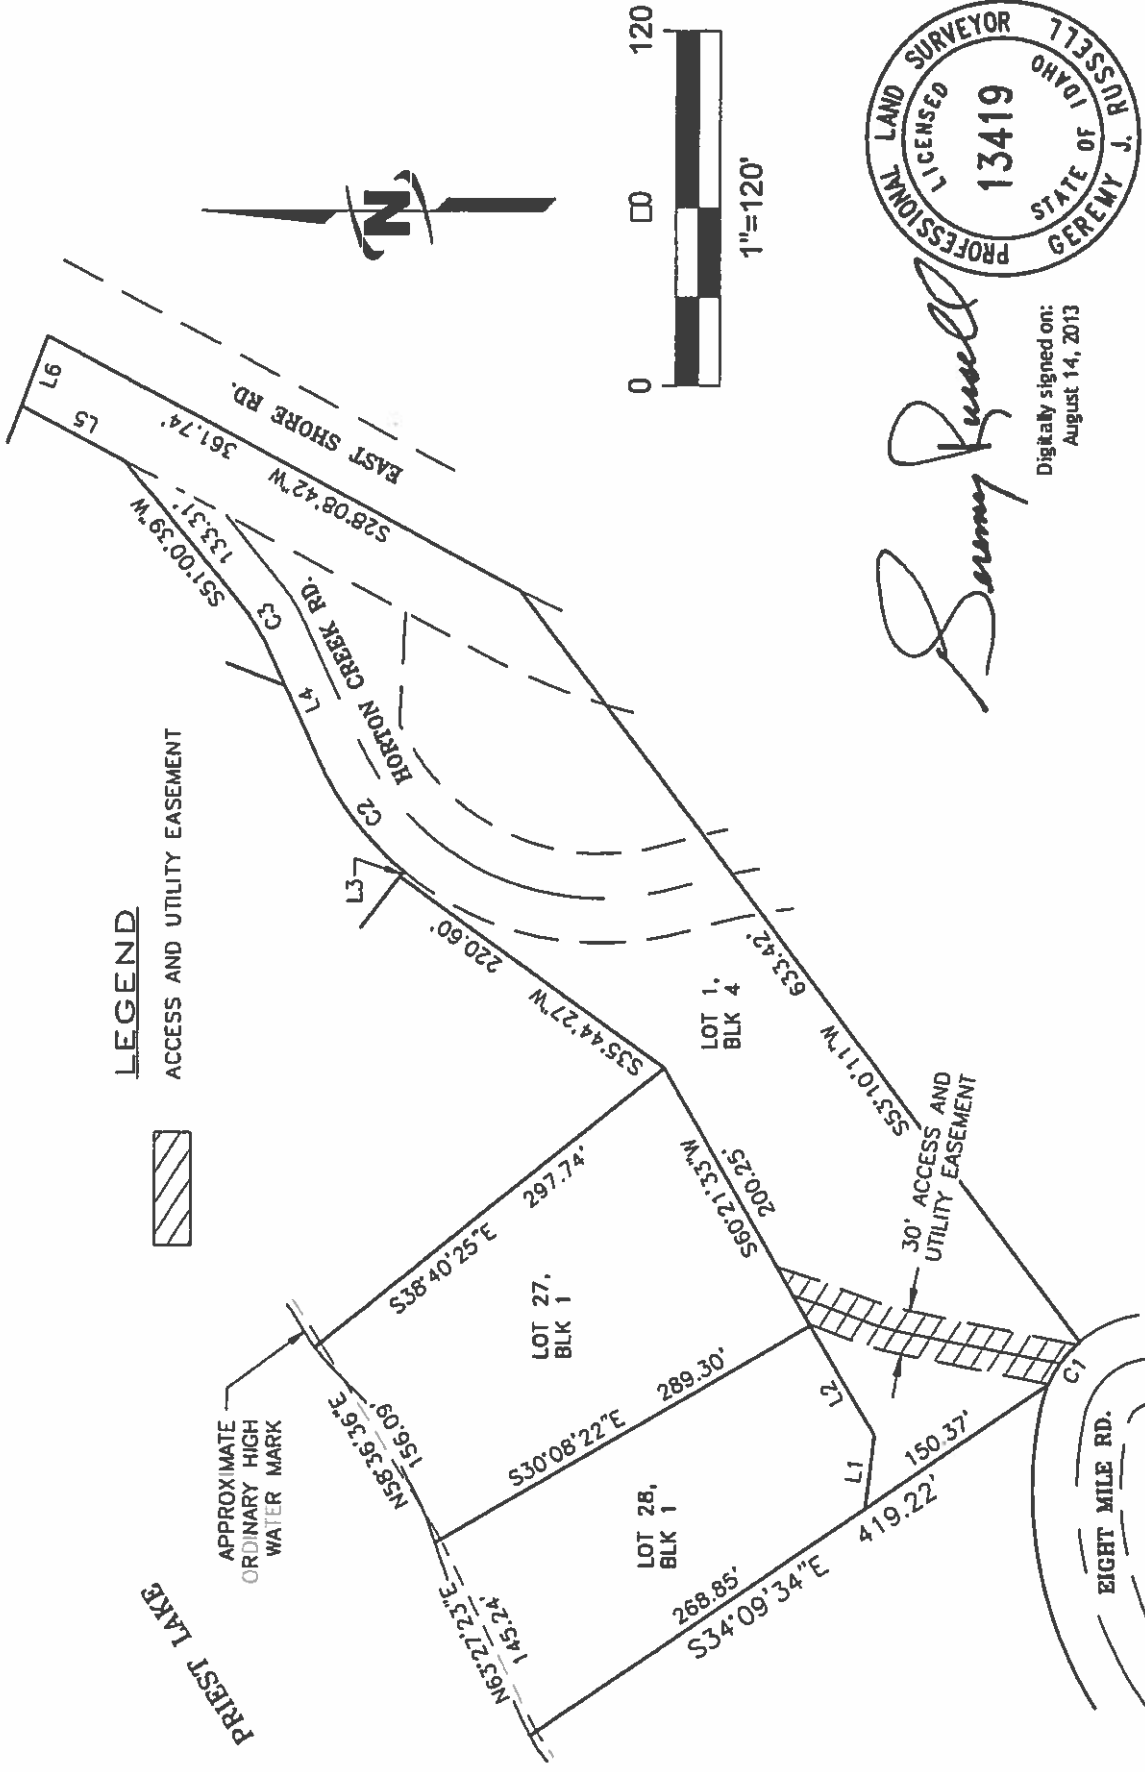 PRIEST LAKE
APPROXIMATE
ORDINARY HIGH
WATER MARK
LEGEND
ACCESS AND UTILITY EASEMENT
N63°27'23"E
145.24'
N58°36'36"E
156.09'
S38°40'25"E 297.74'
S30°08'22"E 289.30'
LOT 27,
BLK 1
LOT 28,
BLK 1
268.85'
S34°09'34"E 419.22'
150.37'
L1
L2
S60°21'33"W
200.25'
S35°44'27"W 220.60'
L3
C2
L4
C3
S51°00'39"W
133.31'
L5
L6
S28°08'42"W 361.74'
EAST SHORE RD.
HORTON CREEK RD.
LOT 1,
BLK 4
S53°10'11"W 633.42'
30' ACCESS AND
UTILITY EASEMENT
C1
EIGHT MILE RD.
N
0 120
1"=120'
PROFESSIONAL LAND SURVEYOR
LICENSED
13419
STATE OF IDAHO
GEREMY J. RUSSELL
Geremy Russell
Digitally signed on:
August 14, 2013